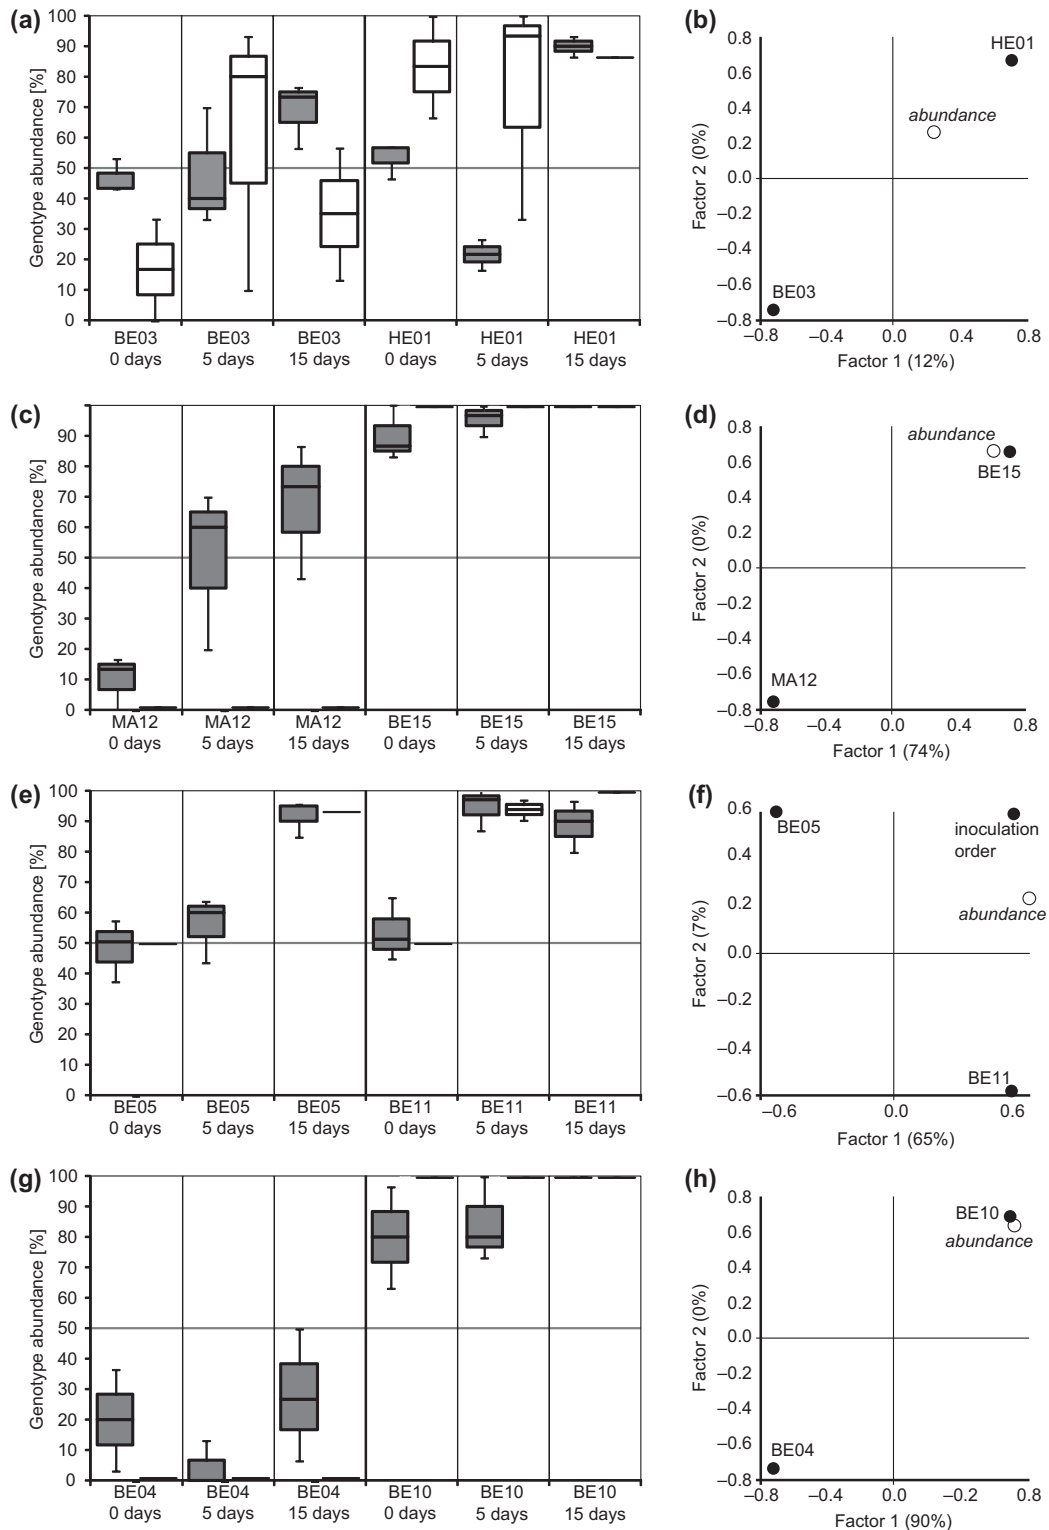 (a)
Genotype abundance [%]
100
90
80
70
60
50
40
30
20
10
0
BE03 BE03 BE03 HE01 HE01 HE01
0 days 5 days 15 days 0 days 5 days 15 days
(b)
Factor 2 (0%)
0.8
0.6
0.4
0.2
0.0
–0.2
–0.4
–0.6
–0.8
HE01
abundance
BE03
–0.8 –0.4 0.0 0.4 0.8
Factor 1 (12%)
(c)
Genotype abundance [%]
90
80
70
60
50
40
30
20
10
0
MA12 MA12 MA12 BE15 BE15 BE15
0 days 5 days 15 days 0 days 5 days 15 days
(d)
Factor 2 (0%)
0.8
0.6
0.4
0.2
0.0
–0.2
–0.4
–0.6
–0.8
abundance
BE15
MA12
–0.8 –0.4 0.0 0.4 0.8
Factor 1 (74%)
(e)
Genotype abundance [%]
100
90
80
70
60
50
40
30
20
10
0
BE05 BE05 BE05 BE11 BE11 BE11
0 days 5 days 15 days 0 days 5 days 15 days
(f)
Factor 2 (7%)
0.6
0.4
0.2
0.0
–0.2
–0.4
–0.6
BE05
inoculation
order
abundance
BE11
–0.6 0.0 0.6
Factor 1 (65%)
(g)
Genotype abundance [%]
100
90
80
70
60
50
40
30
20
10
0
BE04 BE04 BE04 BE10 BE10 BE10
0 days 5 days 15 days 0 days 5 days 15 days
(h)
Factor 2 (0%)
0.8
0.6
0.4
0.2
0.0
–0.2
–0.4
–0.6
–0.8
BE10
abundance
BE04
–0.8 –0.4 0.0 –0.2 0.8
Factor 1 (90%)